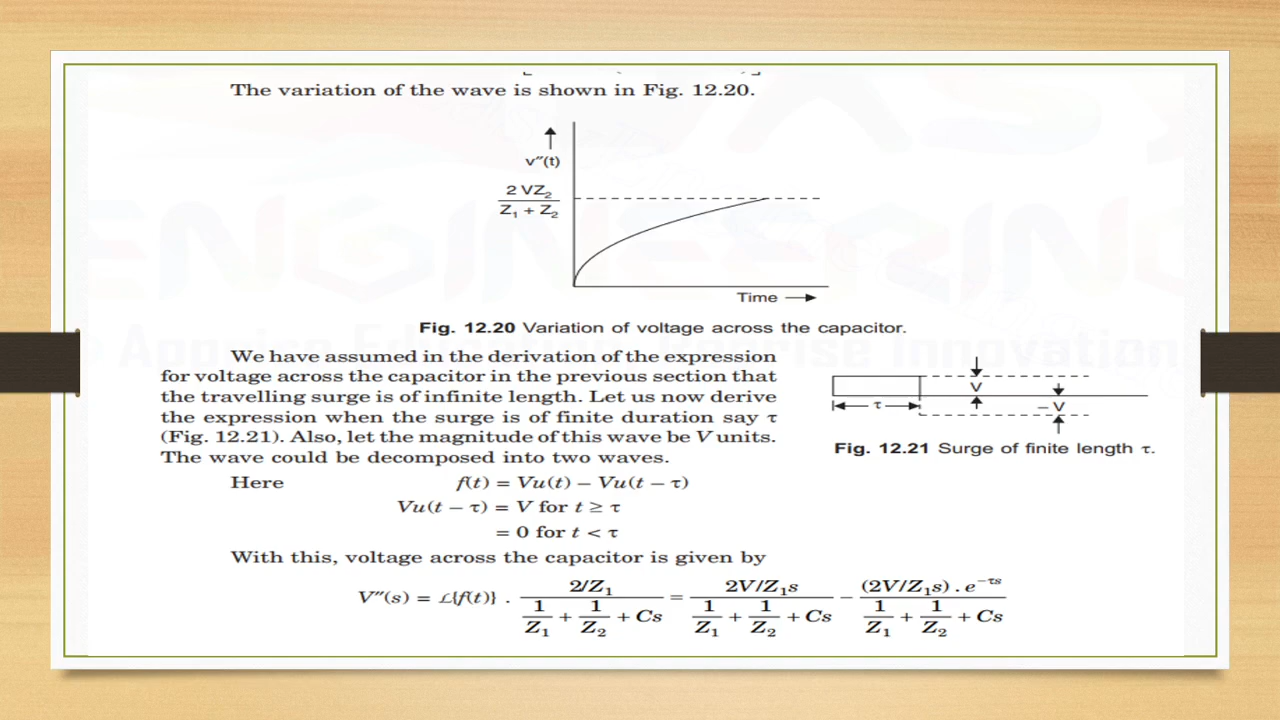 The variation of the wave is shown in Fig. 12.20.
v″(t)
2 VZ₂
Z₁ + Z₂
Time
Fig. 12.20 Variation of voltage across the capacitor.
We have assumed in the derivation of the expression
for voltage across the capacitor in the previous section that
the travelling surge is of infinite length. Let us now derive
the expression when the surge is of finite duration say τ
(Fig. 12.21). Also, let the magnitude of this wave be V units.
The wave could be decomposed into two waves.
V
τ
– V
Fig. 12.21 Surge of finite length τ.
Here f(t) = Vu(t) – Vu(t – τ)
Vu(t – τ) = V for t ≥ τ
= 0 for t < τ
With this, voltage across the capacitor is given by
V″(s) = ℒ{f(t)} . (2/Z₁)/(1/Z₁ + 1/Z₂ + Cs) = (2V/Z₁s)/(1/Z₁ + 1/Z₂ + Cs) – ((2V/Z₁s) . e^–τs)/(1/Z₁ + 1/Z₂ + Cs)
ENGINEERING
Apprise Education, Reprise Innovation